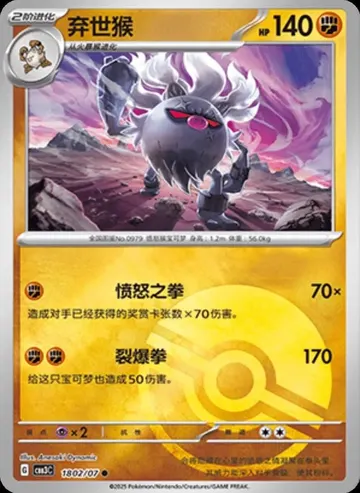 2阶进化
弃世猴
HP 140
从火暴猴进化
全国图鉴No.0979 愤怒猴宝可梦 身高：1.2m 体重：56.0kg
愤怒之拳 70×
造成对手已经获得的奖赏卡张数×70伤害。
裂爆拳 170
给这只宝可梦也造成50伤害。
弱点 ×2 抗性 撤退
Illus. Anesaki Dynamic
G CBB3C 1802/07
©2025 Pokémon/Nintendo/Creatures/GAME FREAK.